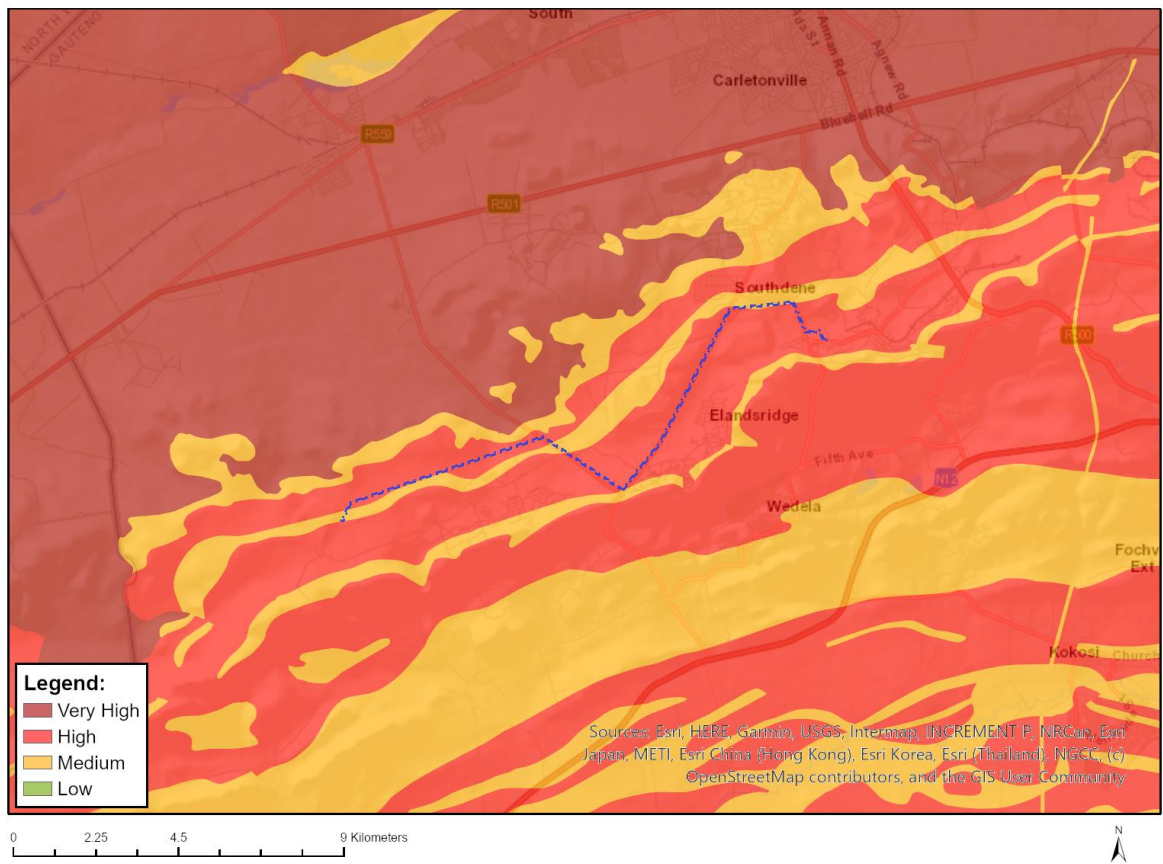 South
NORTH
GAUTENG
Ada St
Annan Rd
Agnew Rd
Carletonville
Bluebell Rd
R559
R501
Southdene
R500
Elandsridge
Fifth Ave
N12
Wedela
Fochv
Ext
Kokosi
Church
Legend:
Very High
High
Medium
Low
Sources: Esri, HERE, Garmin, USGS, Intermap, INCREMENT P, NRCan, Esri
Japan, METI, Esri China (Hong Kong), Esri Korea, Esri (Thailand), NGCC, (c)
OpenStreetMap contributors, and the GIS User Community
0 2.25 4.5 9 Kilometers
N